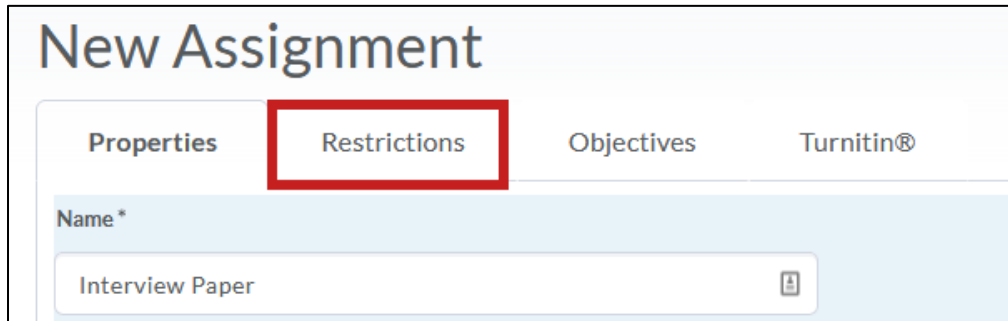 New Assignment
Properties Restrictions Objectives Turnitin®
Name*
Interview Paper